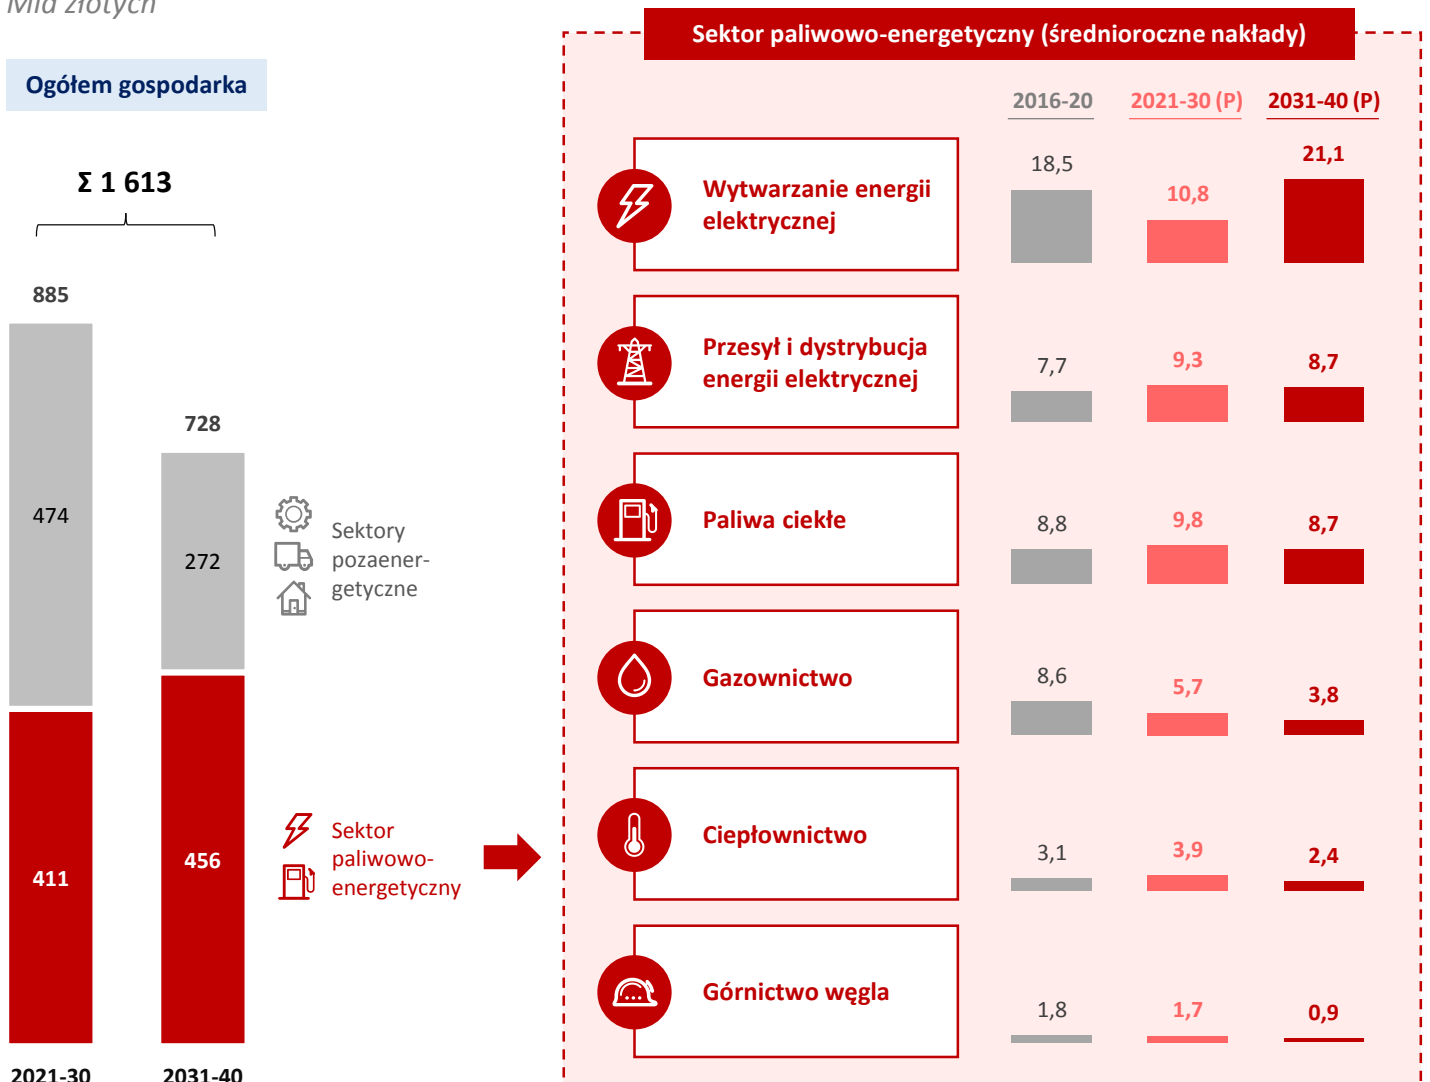 Mld złotych
Sektor paliwowo-energetyczny (średnioroczne nakłady)
Ogółem gospodarka
2016-20
2021-30 (P)
2031-40 (P)
Σ 1 613
885
474
411
2021-30
728
272
456
2031-40
Sektory
pozaener-
getyczne
Sektor
paliwowo-
energetyczny
Wytwarzanie energii
elektrycznej
18,5
10,8
21,1
Przesył i dystrybucja
energii elektrycznej
7,7
9,3
8,7
Paliwa ciekłe
8,8
9,8
8,7
Gazownictwo
8,6
5,7
3,8
Ciepłownictwo
3,1
3,9
2,4
Górnictwo węgla
1,8
1,7
0,9